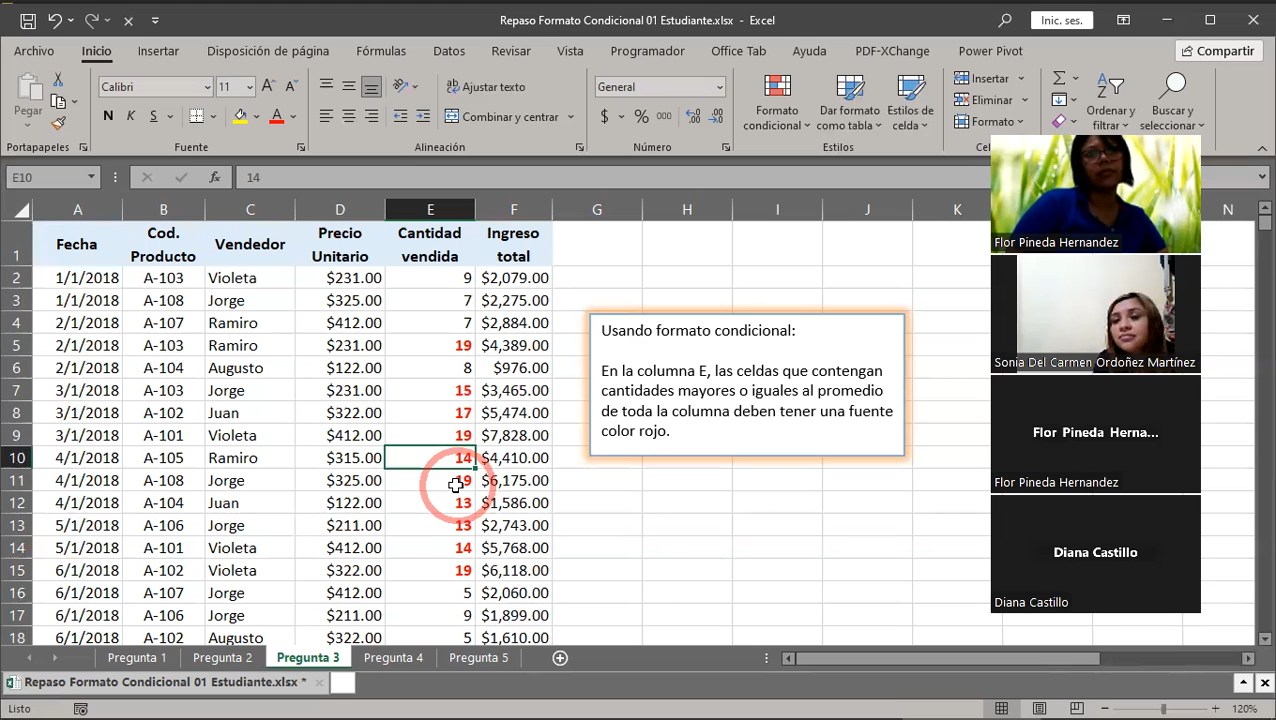 Repaso Formato Condicional 01 Estudiante.xlsx - Excel
Inic. ses.
Archivo Inicio Insertar Disposición de página Fórmulas Datos Revisar Vista Programador Office Tab Ayuda PDF-XChange Power Pivot Compartir
Pegar
Calibri 11
N K S
Ajustar texto
Combinar y centrar
General
$ % 000
Formato condicional
Dar formato como tabla
Estilos de celda
Insertar
Eliminar
Formato
Ordenar y filtrar
Buscar y seleccionar
Portapapeles Fuente Alineación Número Estilos
E10 fx 14
A B C D E F G H I J K N
1 Fecha Cod. Producto Vendedor Precio Unitario Cantidad vendida Ingreso total
2 1/1/2018 A-103 Violeta $231.00 9 $2,079.00
3 1/1/2018 A-108 Jorge $325.00 7 $2,275.00
4 2/1/2018 A-107 Ramiro $412.00 7 $2,884.00
5 2/1/2018 A-103 Ramiro $231.00 19 $4,389.00
6 2/1/2018 A-104 Augusto $122.00 8 $976.00
7 3/1/2018 A-103 Jorge $231.00 15 $3,465.00
8 3/1/2018 A-102 Juan $322.00 17 $5,474.00
9 3/1/2018 A-101 Violeta $412.00 19 $7,828.00
10 4/1/2018 A-105 Ramiro $315.00 14 $4,410.00
11 4/1/2018 A-108 Jorge $325.00 19 $6,175.00
12 4/1/2018 A-104 Juan $122.00 13 $1,586.00
13 5/1/2018 A-106 Jorge $211.00 13 $2,743.00
14 5/1/2018 A-101 Violeta $412.00 14 $5,768.00
15 6/1/2018 A-102 Violeta $322.00 19 $6,118.00
16 6/1/2018 A-107 Jorge $412.00 5 $2,060.00
17 6/1/2018 A-106 Jorge $211.00 9 $1,899.00
18 6/1/2018 A-102 Augusto $322.00 5 $1,610.00
Usando formato condicional:
En la columna E, las celdas que contengan
cantidades mayores o iguales al promedio
de toda la columna deben tener una fuente
color rojo.
Flor Pineda Hernandez
Sonia Del Carmen Ordoñez Martínez
Flor Pineda Herna...
Flor Pineda Hernandez
Diana Castillo
Diana Castillo
Pregunta 1 Pregunta 2 Pregunta 3 Pregunta 4 Pregunta 5
Repaso Formato Condicional 01 Estudiante.xlsx *
Listo
120%